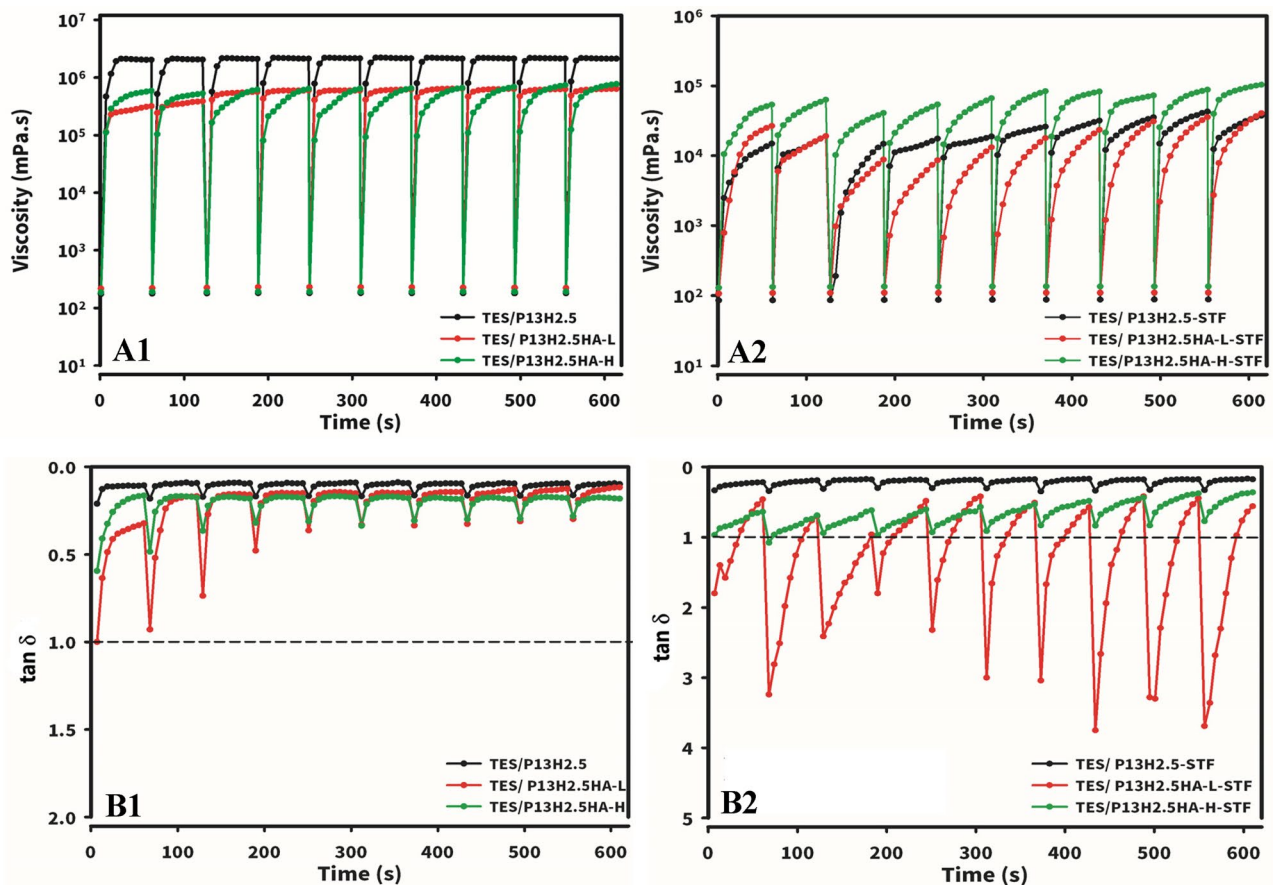 10⁷
10⁶
10⁵
10⁴
10³
10²
10¹
Viscosity (mPa.s)
TES/P13H2.5
TES/ P13H2.5HA-L
TES/P13H2.5HA-H
A1
0 100 200 300 400 500 600
Time (s)
10⁶
10⁵
10⁴
10³
10²
10¹
Viscosity (mPa.s)
TES/ P13H2.5-STF
TES/ P13H2.5HA-L-STF
TES/P13H2.5HA-H-STF
A2
0 100 200 300 400 500 600
Time (s)
0.0
0.5
1.0
1.5
2.0
tan δ
TES/P13H2.5
TES/ P13H2.5HA-L
TES/P13H2.5HA-H
B1
0 100 200 300 400 500 600
Time (s)
0
1
2
3
4
5
tan δ
TES/ P13H2.5-STF
TES/ P13H2.5HA-L-STF
TES/P13H2.5HA-H-STF
B2
0 100 200 300 400 500 600
Time (s)